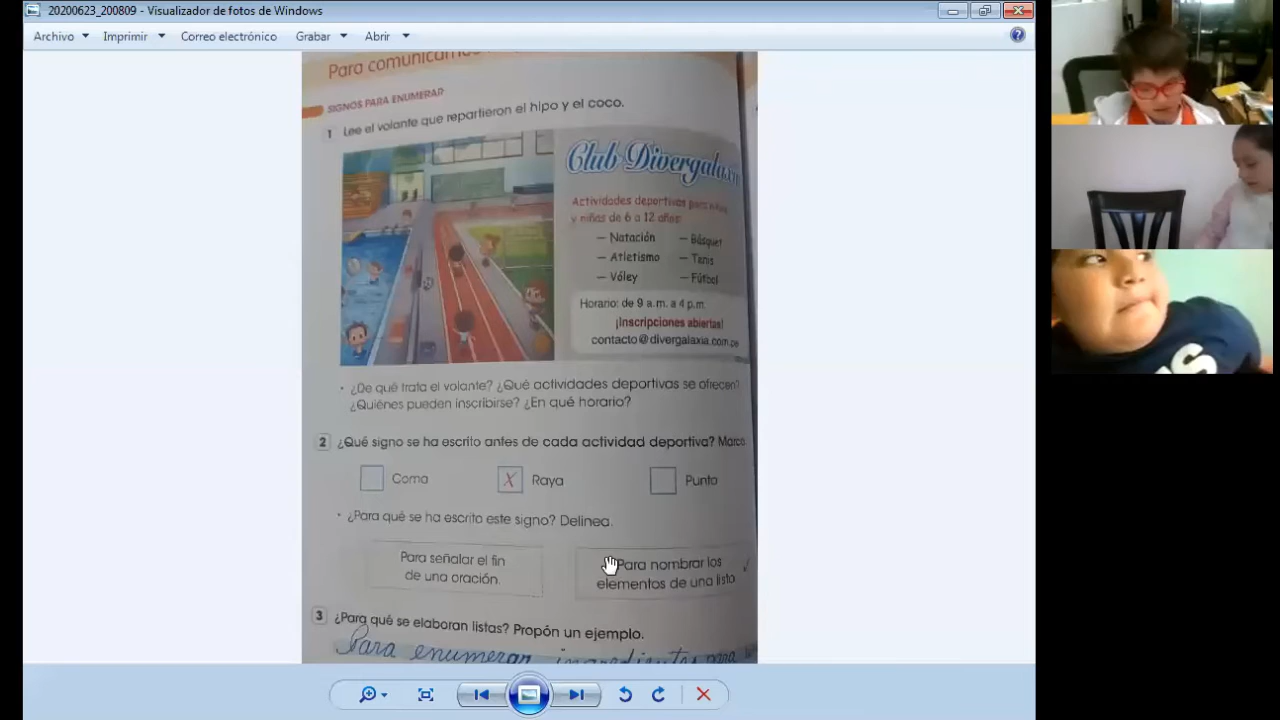 20200623_200809 - Visualizador de fotos de Windows
Archivo Imprimir Correo electrónico Grabar Abrir
Para comunicarnos
SIGNOS PARA ENUMERAR
1 Lee el volante que repartieron el hipo y el coco.
Club Divergalaxia
Actividades deportivas para niños
y niñas de 6 a 12 años:
– Natación – Básquet
– Atletismo – Tenis
– Vóley – Fútbol
Horario: de 9 a.m. a 4 p.m.
¡Inscripciones abiertas!
contacto@divergalaxia.com.pe
• ¿De qué trata el volante? ¿Qué actividades deportivas se ofrecen?
¿Quiénes pueden inscribirse? ¿En qué horario?
2 ¿Qué signo se ha escrito antes de cada actividad deportiva? Marca
Coma X Raya Punto
• ¿Para qué se ha escrito este signo? Delinea.
Para señalar el fin
de una oración.
Para nombrar los
elementos de una lista
3 ¿Para qué se elaboran listas? Propón un ejemplo.
Para enumerar ingredientes para